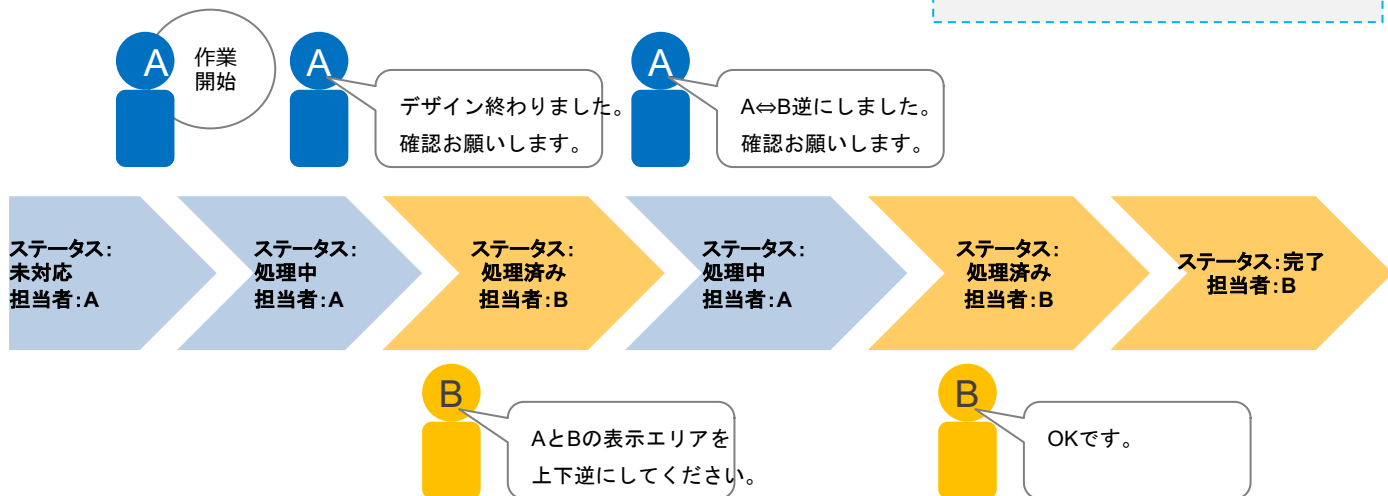 A
作業
開始
A
デザイン終わりました。
確認お願いします。
A
A⇔B逆にしました。
確認お願いします。
ステータス：
未対応
担当者：A
ステータス：
処理中
担当者：A
ステータス：
処理済み
担当者：B
ステータス：
処理中
担当者：A
ステータス：
処理済み
担当者：B
ステータス：完了
担当者：B
B
AとBの表示エリアを
上下逆にしてください。
B
OKです。